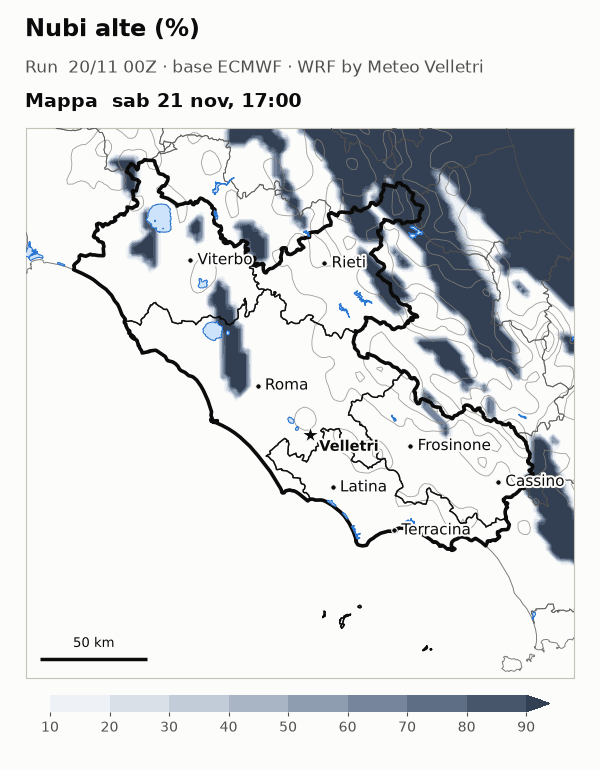 Nubi alte (%)
Run  20/11 00Z · base ECMWF · WRF by Meteo Velletri
Mappa  sab 21 nov, 17:00
Viterbo
Rieti
Roma
Velletri
Frosinone
Latina
Cassino
Terracina
50 km
10 20 30 40 50 60 70 80 90